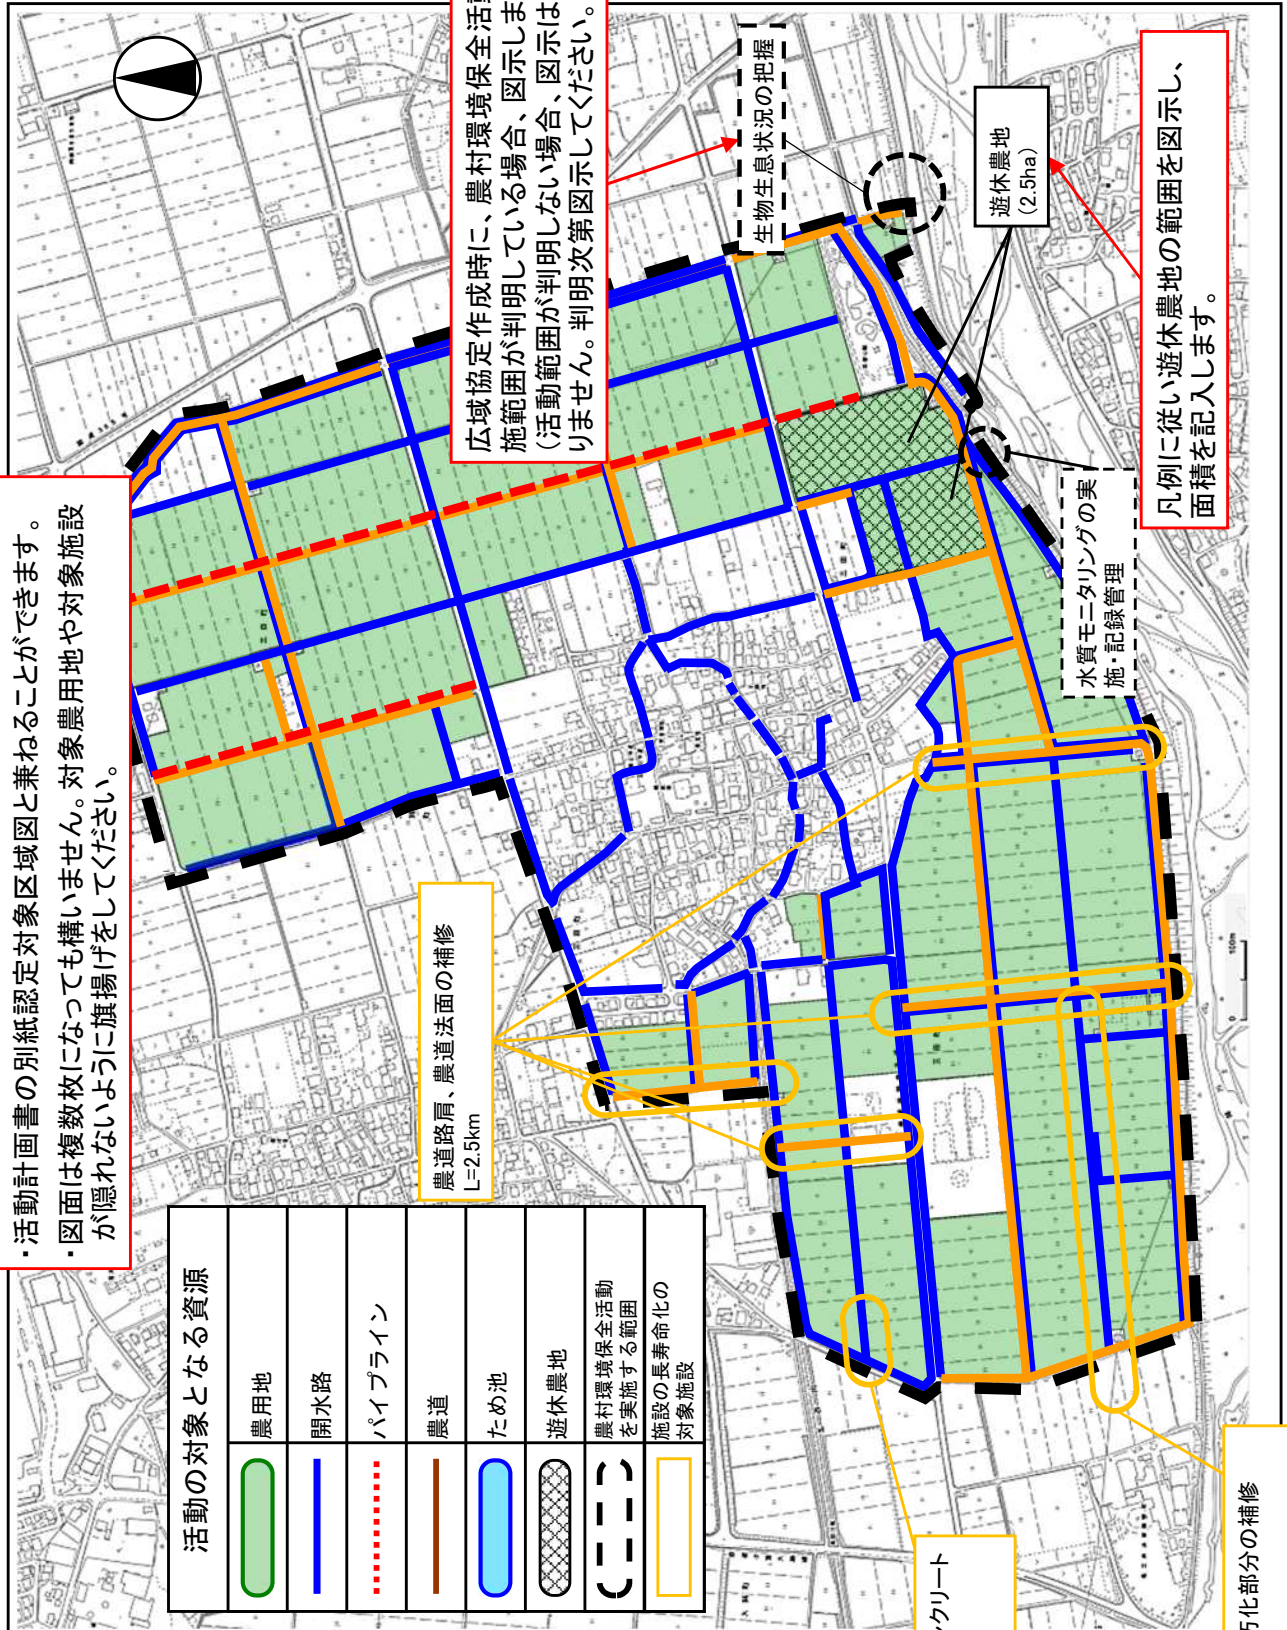 ・活動計画書の別紙認定対象区域図と兼ねることができます。
・図面は複数枚になっても構いません。対象農用地や対象施設
が隠れないように旗揚げをしてください。
広域協定作成時に、農村環境保全活動
施範囲が判明している場合、図示しま
（活動範囲が判明しない場合、図示は
りません。判明次第図示してください。
生物生息状況の把握
遊休農地
（2.5ha）
凡例に従い遊休農地の範囲を図示し、
面積を記入します。
水質モニタリングの実
施・記録管理
農道路肩、農道法面の補修
L=2.5km
活動の対象となる資源
農用地
開水路
パイプライン
農道
ため池
遊休農地
農村環境保全活動
を実施する範囲
施設の長寿命化の
対象施設
クリート
朽化部分の補修
0
100m